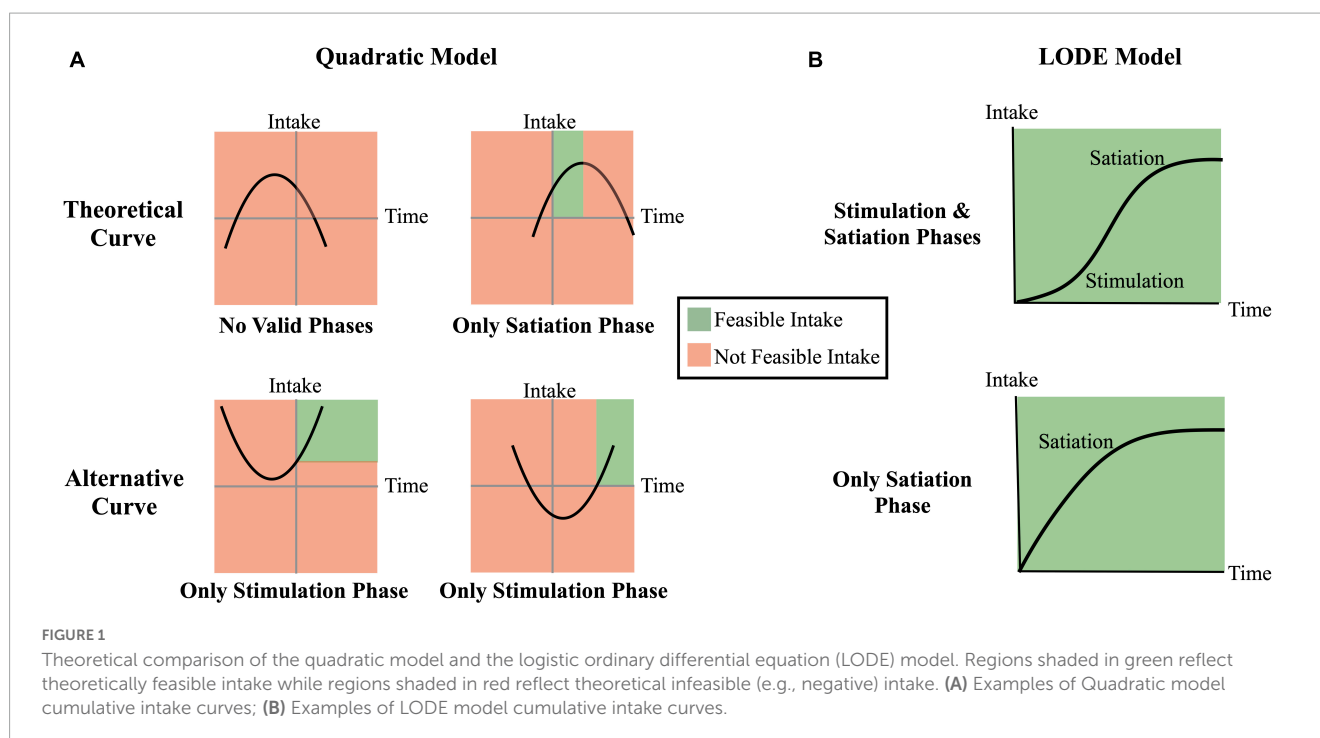 A
Quadratic Model
Intake
Intake
Theoretical
Curve
Time
Time
No Valid Phases
Only Satiation Phase
Intake
Intake
Alternative
Curve
Time
Time
Only Stimulation Phase
Only Stimulation Phase
Feasible Intake
Not Feasible Intake
B
LODE Model
Intake
Satiation
Stimulation &
Satiation Phases
Stimulation
Time
Intake
Satiation
Only Satiation
Phase
Time
FIGURE 1
Theoretical comparison of the quadratic model and the logistic ordinary differential equation (LODE) model. Regions shaded in green reflect
theoretically feasible intake while regions shaded in red reflect theoretical infeasible (e.g., negative) intake. (A) Examples of Quadratic model
cumulative intake curves; (B) Examples of LODE model cumulative intake curves.